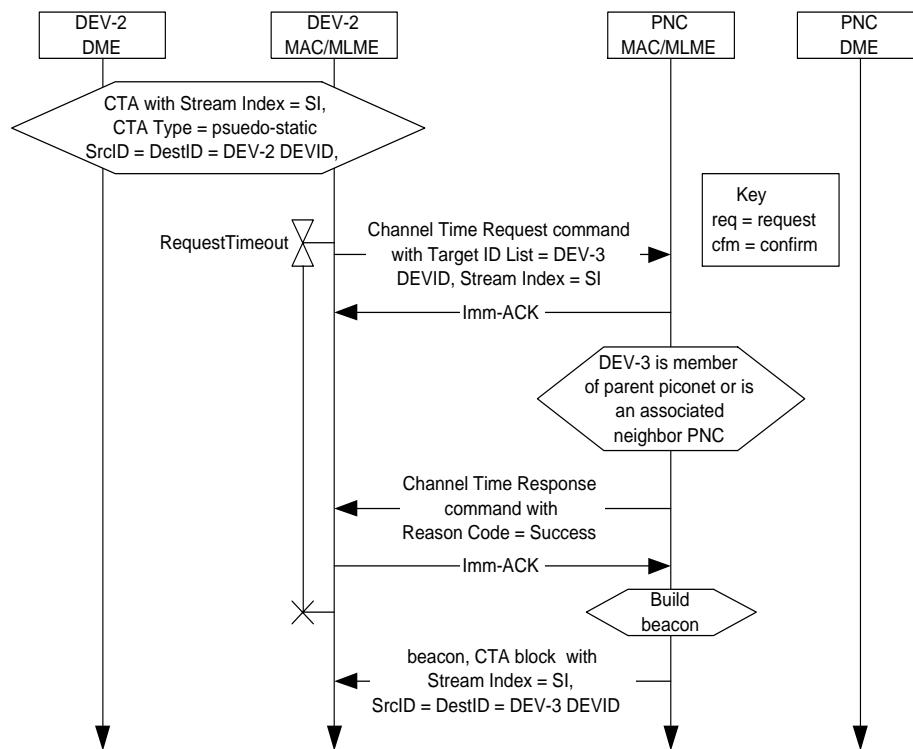 DEV-2
DME
DEV-2
MAC/MLME
PNC
MAC/MLME
PNC
DME
CTA with Stream Index = SI,
CTA Type = psuedo-static
SrcID = DestID = DEV-2 DEVID,
Key
req = request
cfm = confirm
RequestTimeout
Channel Time Request command
with Target ID List = DEV-3
DEVID, Stream Index = SI
Imm-ACK
DEV-3 is member
of parent piconet or is
an associated
neighbor PNC
Channel Time Response
command with
Reason Code = Success
Imm-ACK
Build
beacon
beacon, CTA block with
Stream Index = SI,
SrcID = DestID = DEV-3 DEVID